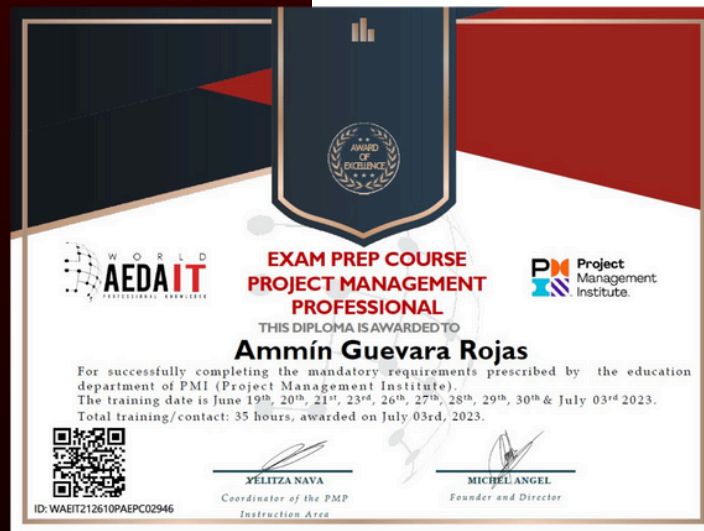 AWARD
OF
EXCELLENCE
WORLD
AEDAIT
PROFESSIONAL KNOWLEDGE
EXAM PREP COURSE
PROJECT MANAGEMENT
PROFESSIONAL
Project
Management
Institute.
THIS DIPLOMA IS AWARDED TO
Ammín Guevara Rojas
For successfully completing the mandatory requirements prescribed by the education
department of PMI (Project Management Institute).
The training date is June 19th, 20th, 21st, 23rd, 26th, 27th, 28th, 29th, 30th & July 03rd 2023.
Total training/contact: 35 hours, awarded on July 03rd, 2023.
YELITZA NAVA
Coordinator of the PMP
Instruction Area
MICHEL ANGEL
Founder and Director
ID: WAEIT212610PAEPC02946